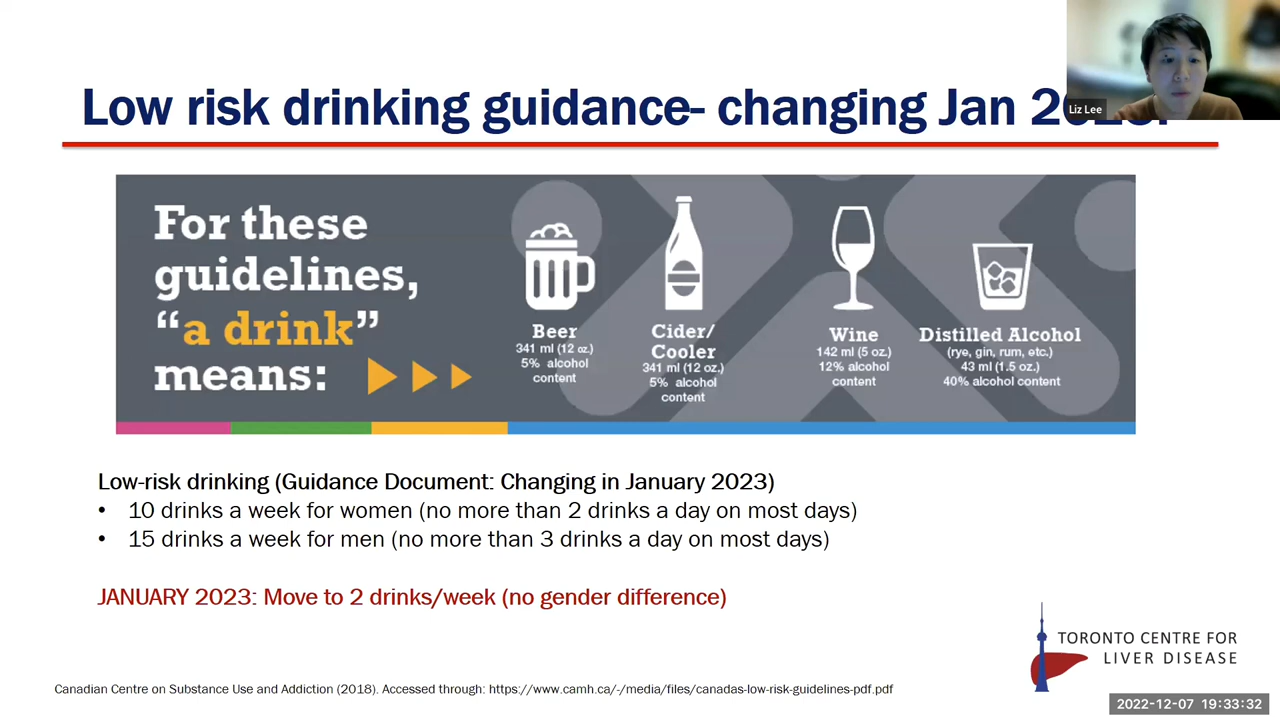 Low risk drinking guidance- changing Jan
Liz Lee
For these
guidelines,
“a drink”
means:
Beer
341 ml (12 oz.)
5% alcohol
content
Cider/
Cooler
341 ml (12 oz.)
5% alcohol
content
Wine
142 ml (5 oz.)
12% alcohol
content
Distilled Alcohol
(rye, gin, rum, etc.)
43 ml (1.5 oz.)
40% alcohol content
Low-risk drinking (Guidance Document: Changing in January 2023)
• 10 drinks a week for women (no more than 2 drinks a day on most days)
• 15 drinks a week for men (no more than 3 drinks a day on most days)
JANUARY 2023: Move to 2 drinks/week (no gender difference)
TORONTO CENTRE FOR
LIVER DISEASE
Canadian Centre on Substance Use and Addiction (2018). Accessed through: https://www.camh.ca/-/media/files/canadas-low-risk-guidelines-pdf.pdf
2022-12-07 19:33:32